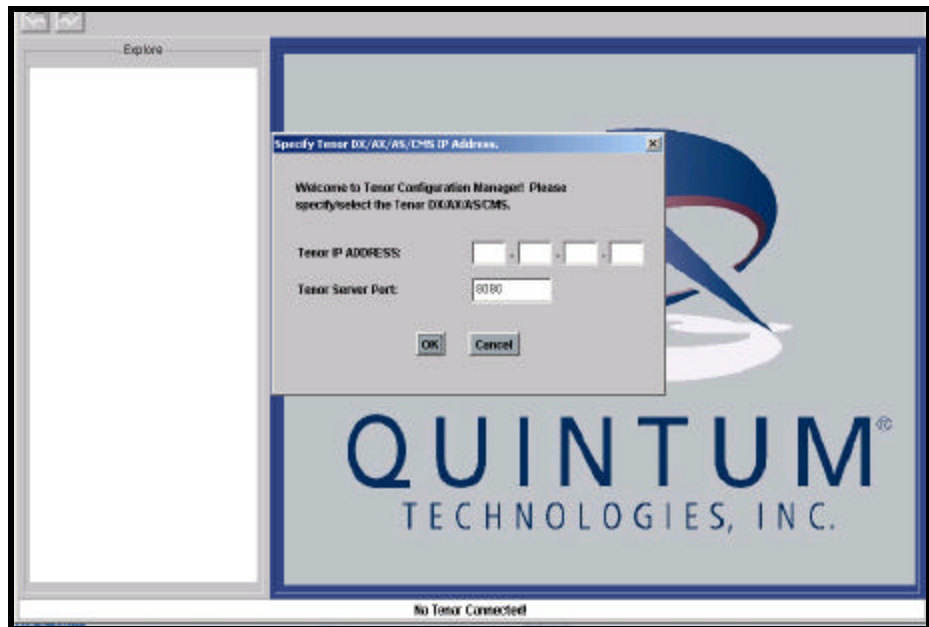 Explore
Specify Tenor DX/AX/AS/CMS IP Address.
Welcome to Tenor Configuration Manager! Please
specify/select the Tenor DX/AX/AS/CMS.
Tenor IP ADDRESS:
Tenor Server Port: 8080
OK Cancel
QUINTUM®
TECHNOLOGIES, INC.
No Tenor Connected!